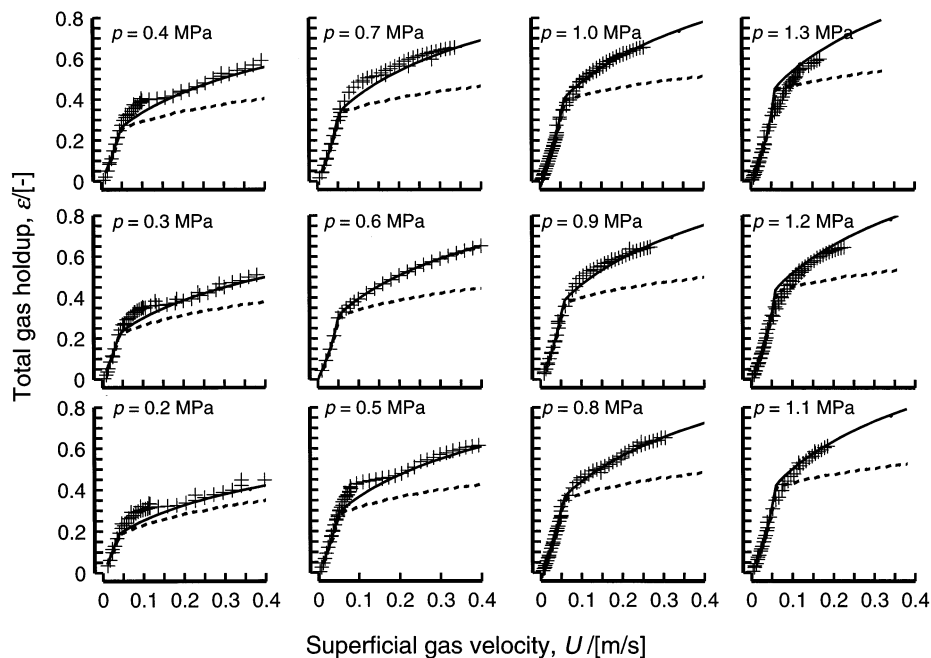 p = 0.4 MPa
p = 0.7 MPa
p = 1.0 MPa
p = 1.3 MPa
0.8
0.6
0.4
0.2
0
p = 0.3 MPa
p = 0.6 MPa
p = 0.9 MPa
p = 1.2 MPa
0.8
0.6
0.4
0.2
0
p = 0.2 MPa
p = 0.5 MPa
p = 0.8 MPa
p = 1.1 MPa
0.6
0.4
0.2
0
0 0.1 0.2 0.3 0.4
0 0.1 0.2 0.3 0.4
0 0.1 0.2 0.3 0.4
0 0.1 0.2 0.3 0.4
Total gas holdup, ε/[-]
Superficial gas velocity, U /[m/s]